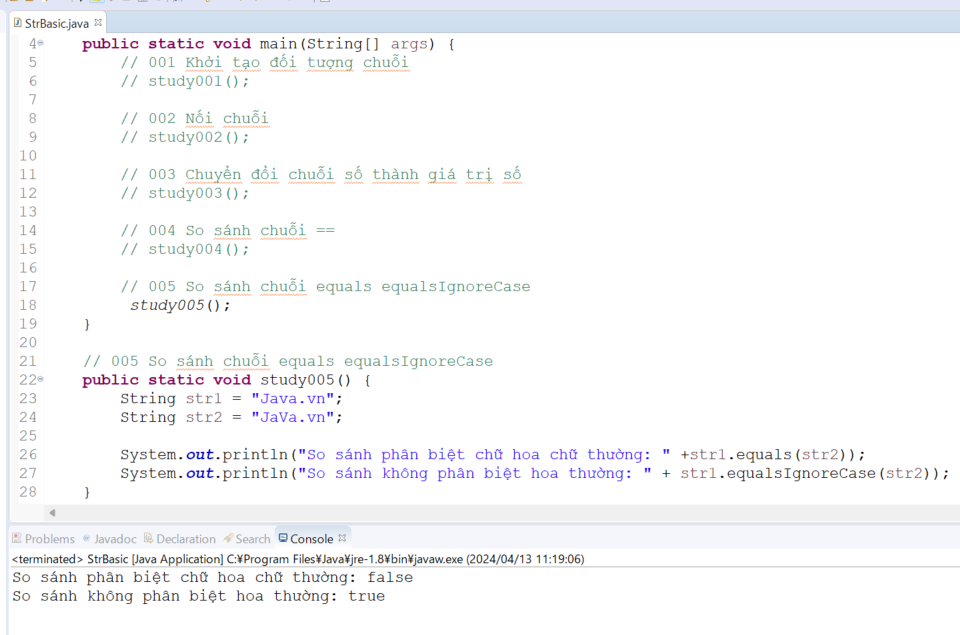 StrBasic.java
4 public static void main(String[] args) {
5 // 001 Khởi tạo đối tượng chuỗi
6 // study001();
7
8 // 002 Nối chuỗi
9 // study002();
10
11 // 003 Chuyển đổi chuỗi số thành giá trị số
12 // study003();
13
14 // 004 So sánh chuỗi ==
15 // study004();
16
17 // 005 So sánh chuỗi equals equalsIgnoreCase
18 study005();
19 }
20
21 // 005 So sánh chuỗi equals equalsIgnoreCase
22 public static void study005() {
23 String str1 = "Java.vn";
24 String str2 = "JaVa.vn";
25
26 System.out.println("So sánh phân biệt chữ hoa chữ thường: " +str1.equals(str2));
27 System.out.println("So sánh không phân biệt hoa thường: " + str1.equalsIgnoreCase(str2));
28 }
Problems Javadoc Declaration Search Console
<terminated> StrBasic [Java Application] C:¥Program Files¥Java¥jre-1.8¥bin¥javaw.exe (2024/04/13 11:19:06)
So sánh phân biệt chữ hoa chữ thường: false
So sánh không phân biệt hoa thường: true